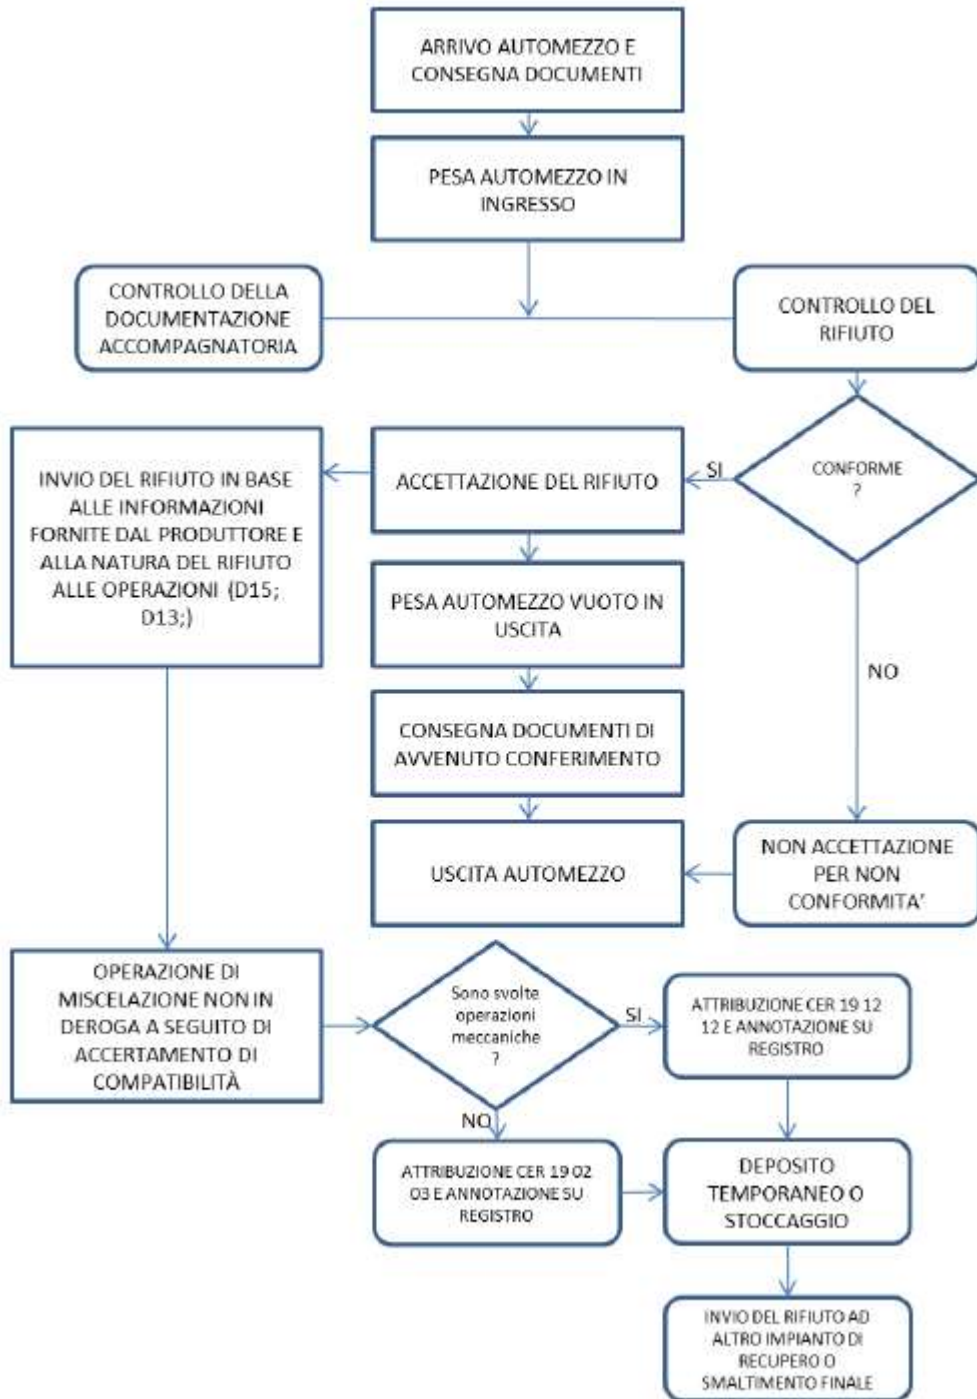 ARRIVO AUTOMEZZO E
CONSEGNA DOCUMENTI
PESA AUTOMEZZO IN
INGRESSO
CONTROLLO DELLA
DOCUMENTAZIONE
ACCOMPAGNATORIA
CONTROLLO DEL
RIFIUTO
INVIO DEL RIFIUTO IN BASE
ALLE INFORMAZIONI
FORNITE DAL PRODUTTORE E
ALLA NATURA DEL RIFIUTO
ALLE OPERAZIONI (D15;
D13;)
ACCETTAZIONE DEL RIFIUTO
SI
CONFORME
?
PESA AUTOMEZZO VUOTO IN
USCITA
NO
CONSEGNA DOCUMENTI DI
AVVENUTO CONFERIMENTO
USCITA AUTOMEZZO
NON ACCETTAZIONE
PER NON
CONFORMITA'
OPERAZIONE DI
MISCELAZIONE NON IN
DEROGA A SEGUITO DI
ACCERTAMENTO DI
COMPATIBILITÀ
Sono svolte
operazioni
meccaniche
?
SI
ATTRIBUZIONE CER 19 12
12 E ANNOTAZIONE SU
REGISTRO
NO
ATTRIBUZIONE CER 19 02
03 E ANNOTAZIONE SU
REGISTRO
DEPOSITO
TEMPORANEO O
STOCCAGGIO
INVIO DEL RIFIUTO AD
ALTRO IMPIANTO DI
RECUPERO O
SMALTIMENTO FINALE